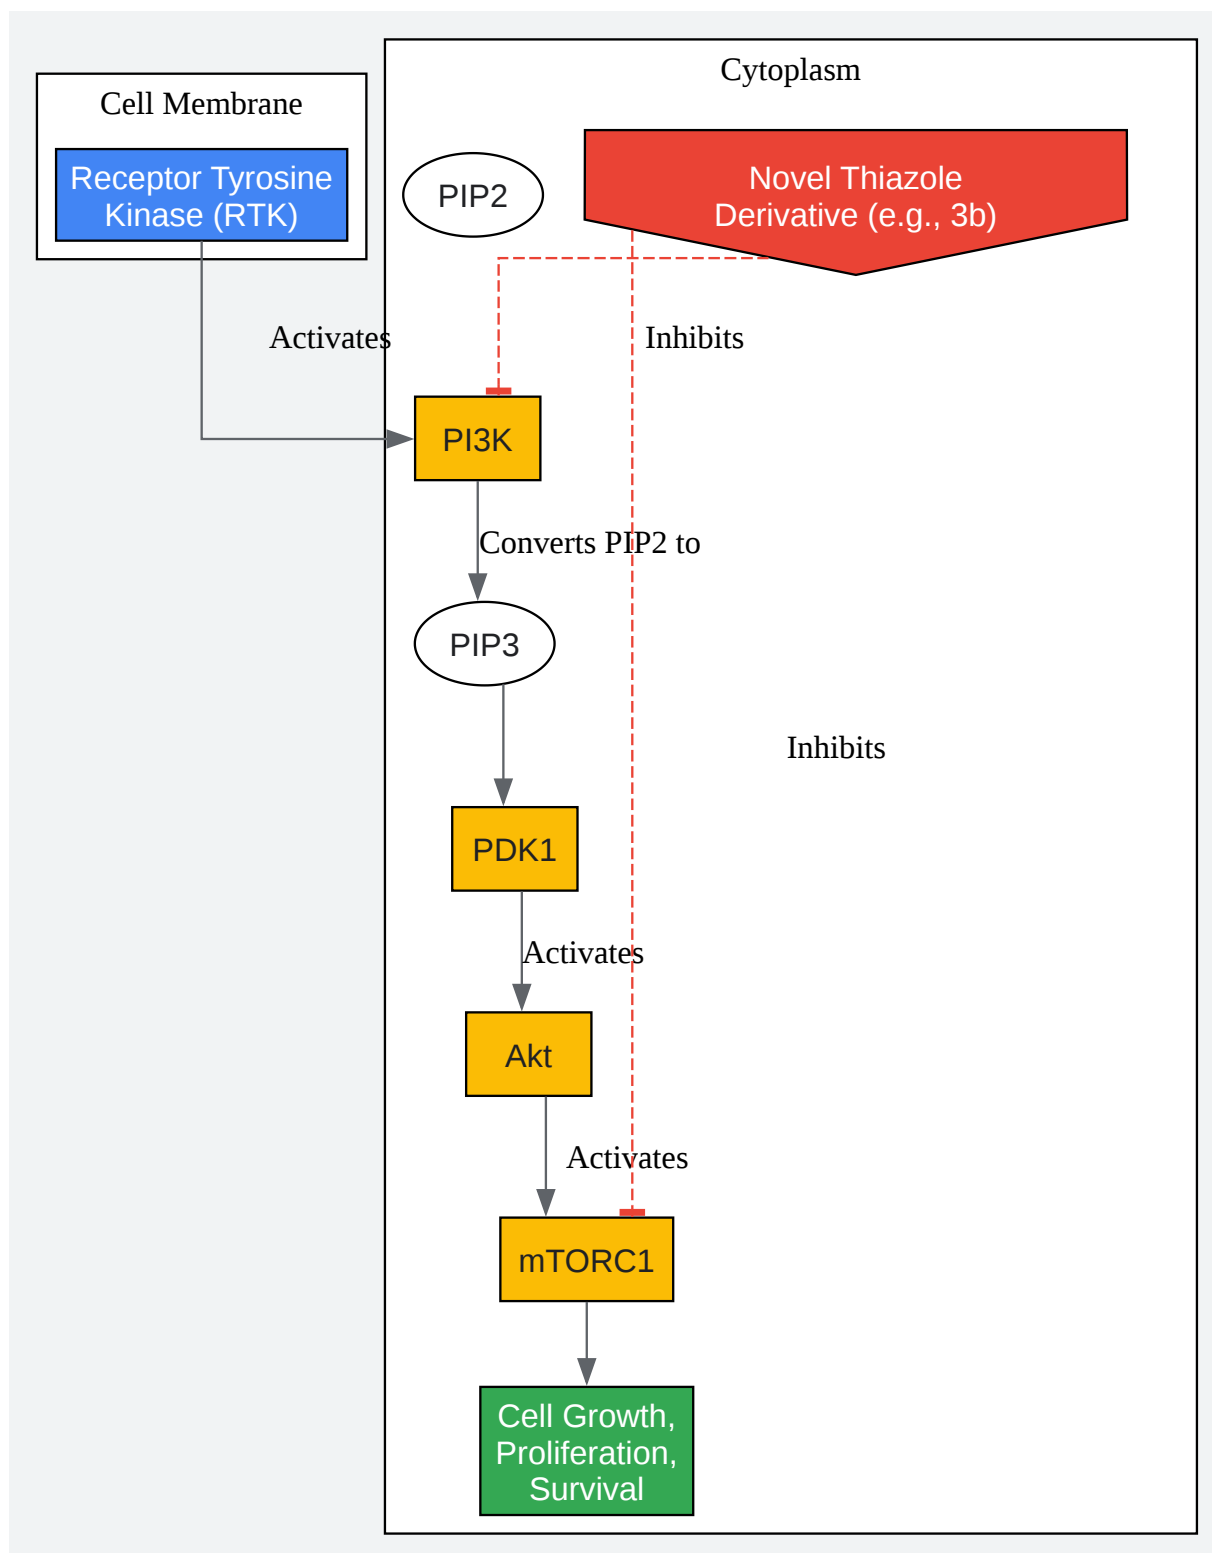 Cytoplasm
Cell Membrane
Receptor Tyrosine
Kinase (RTK)
PIP2
Novel Thiazole
Derivative (e.g., 3b)
Activates
Inhibits
PI3K
Converts PIP2 to
PIP3
Inhibits
PDK1
Activates
Akt
Activates
mTORC1
Cell Growth,
Proliferation,
Survival